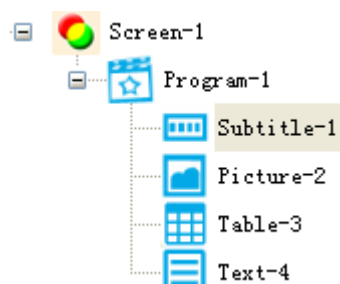 Screen-1
Program-1
Subtitle-1
Picture-2
Table-3
Text-4